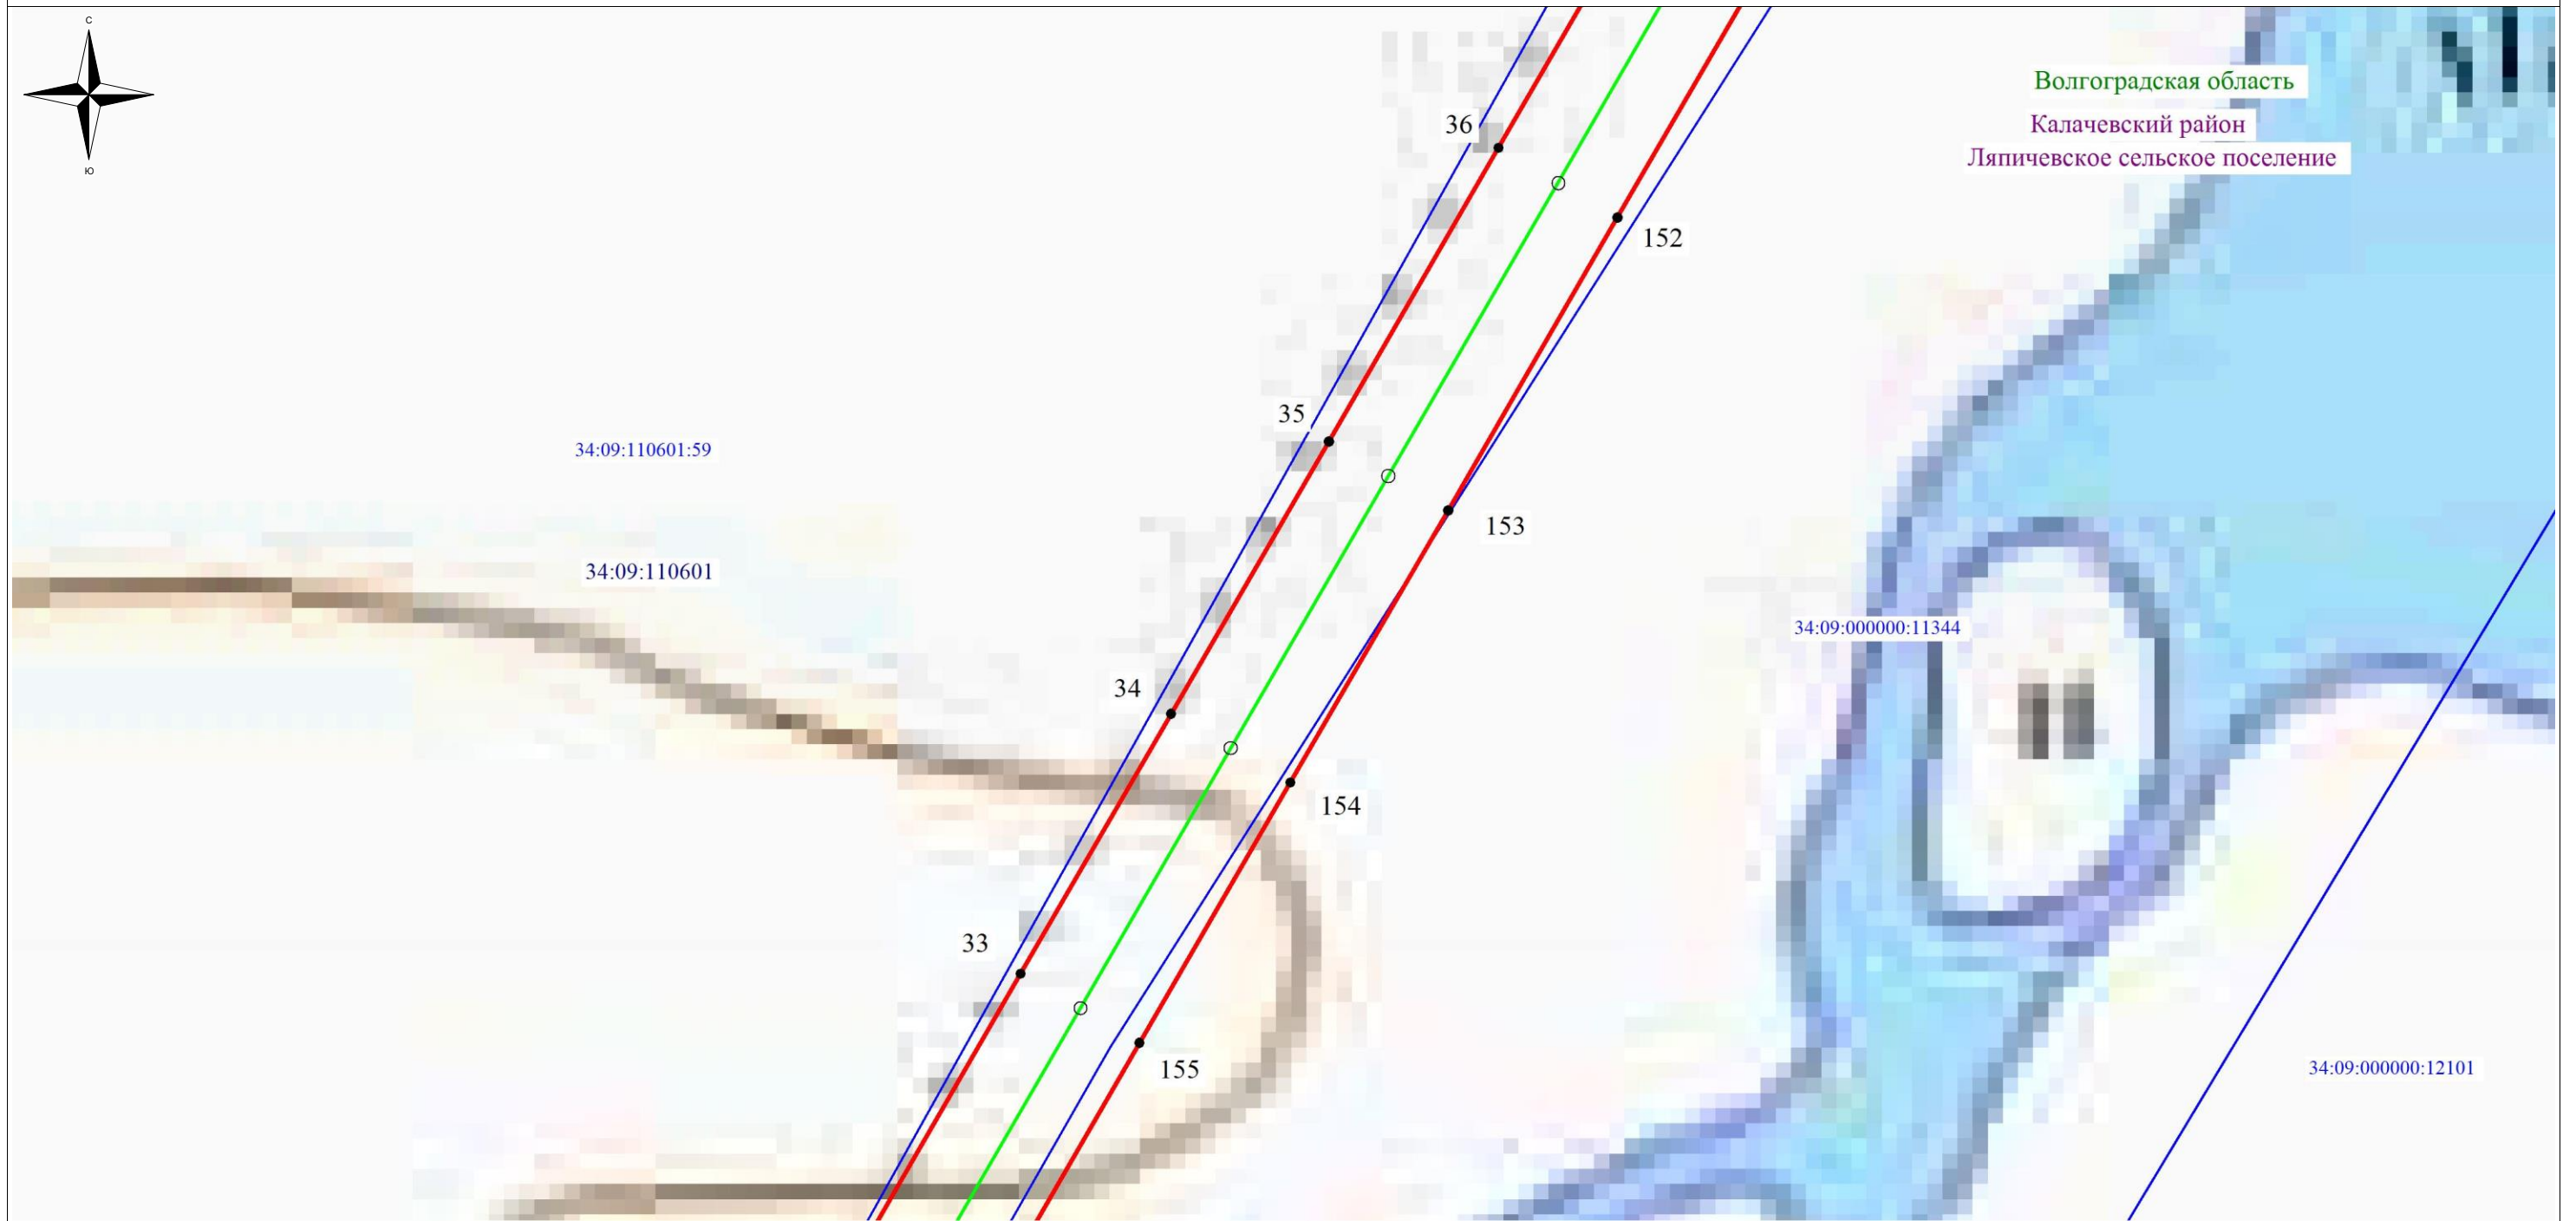 С
Ю
Волгоградская область
Калачевский район
Ляпичевское сельское поселение
36
152
35
34:09:110601:59
153
34:09:110601
34:09:000000:11344
34
154
33
155
34:09:000000:12101